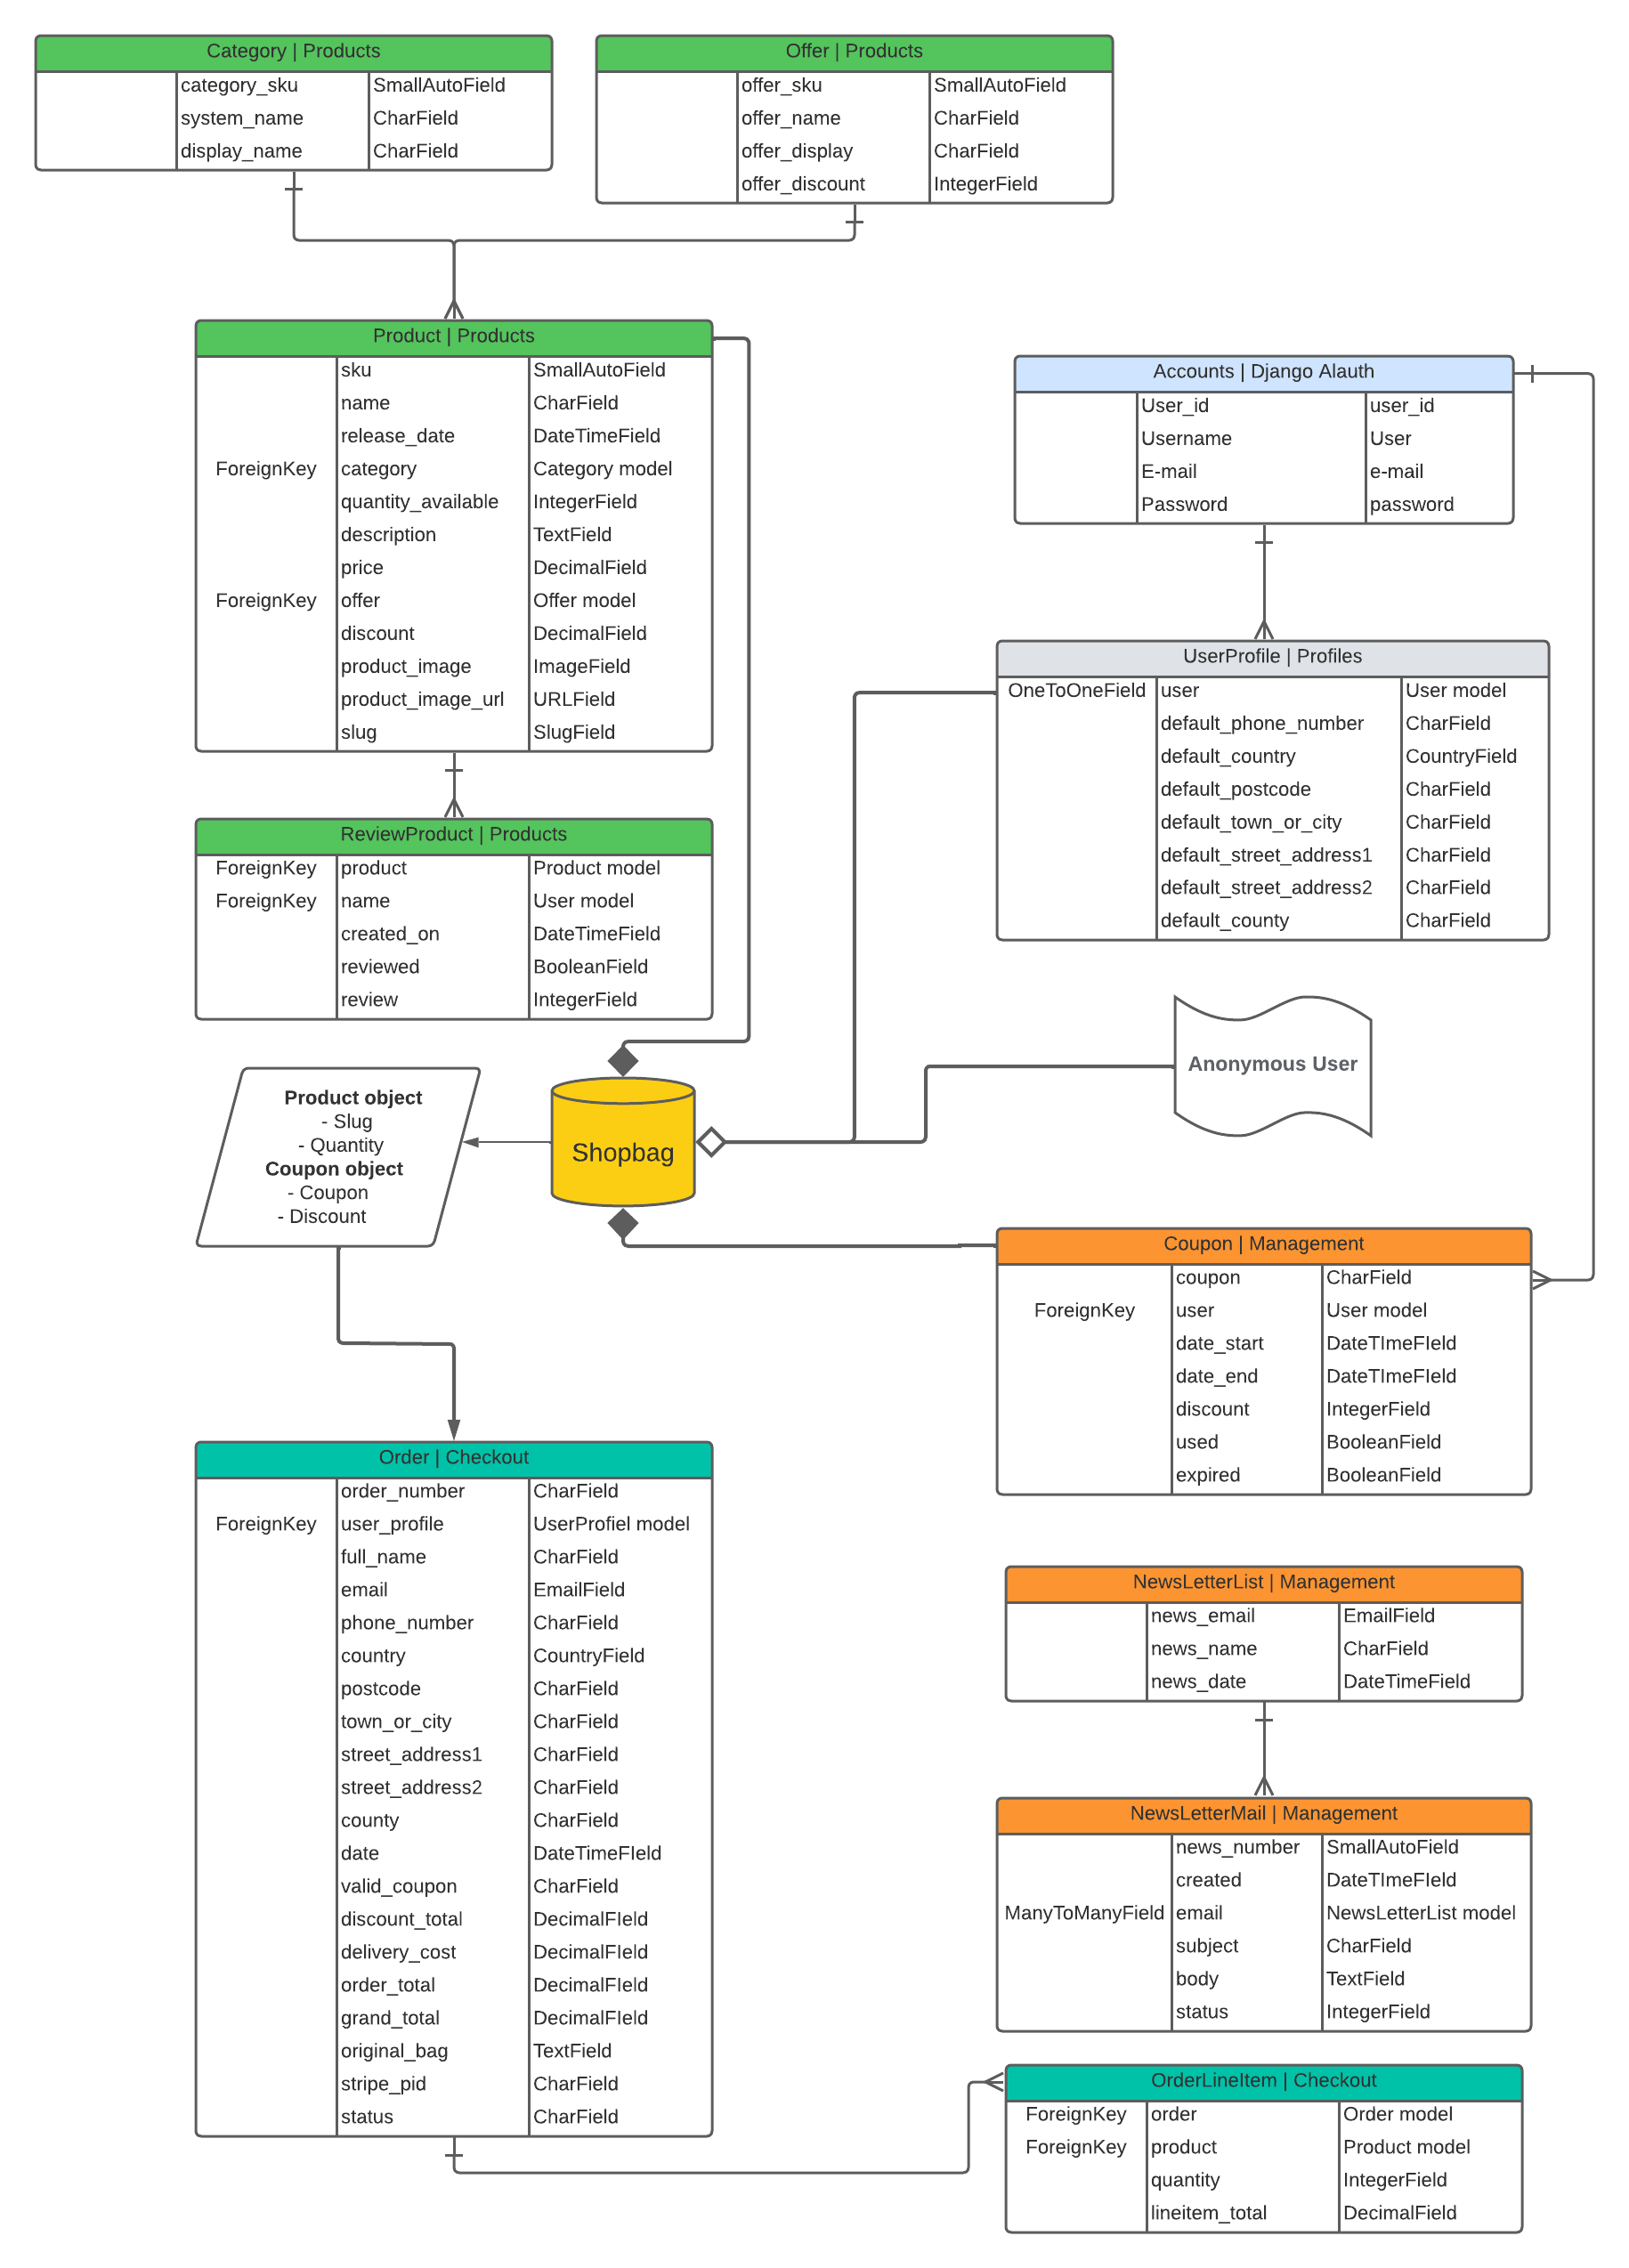 Category | Products
category_sku SmallAutoField
system_name CharField
display_name CharField
Offer | Products
offer_sku SmallAutoField
offer_name CharField
offer_display CharField
offer_discount IntegerField
Product | Products
sku SmallAutoField
name CharField
release_date DateTimeField
ForeignKey category Category model
quantity_available IntegerField
description TextField
price DecimalField
ForeignKey offer Offer model
discount DecimalField
product_image ImageField
product_image_url URLField
slug SlugField
Accounts | Django Alauth
User_id user_id
Username User
E-mail e-mail
Password password
UserProfile | Profiles
OneToOneField user User model
default_phone_number CharField
default_country CountryField
default_postcode CharField
default_town_or_city CharField
default_street_address1 CharField
default_street_address2 CharField
default_county CharField
ReviewProduct | Products
ForeignKey product Product model
ForeignKey name User model
created_on DateTimeField
reviewed BooleanField
review IntegerField
Anonymous User
Product object
- Slug
- Quantity
Coupon object
- Coupon
- Discount
Shopbag
Coupon | Management
coupon CharField
ForeignKey user User model
date_start DateTImeFIeld
date_end DateTImeFIeld
discount IntegerField
used BooleanField
expired BooleanField
Order | Checkout
order_number CharField
ForeignKey user_profile UserProfiel model
full_name CharField
email EmailField
phone_number CharField
country CountryField
postcode CharField
town_or_city CharField
street_address1 CharField
street_address2 CharField
county CharField
date DateTimeFIeld
valid_coupon CharField
discount_total DecimalFIeld
delivery_cost DecimalFIeld
order_total DecimalFIeld
grand_total DecimalFIeld
original_bag TextField
stripe_pid CharField
status CharField
NewsLetterList | Management
news_email EmailField
news_name CharField
news_date DateTimeField
NewsLetterMail | Management
news_number SmallAutoField
created DateTImeFIeld
ManyToManyField email NewsLetterList model
subject CharField
body TextField
status IntegerField
OrderLineItem | Checkout
ForeignKey order Order model
ForeignKey product Product model
quantity IntegerField
lineitem_total DecimalField